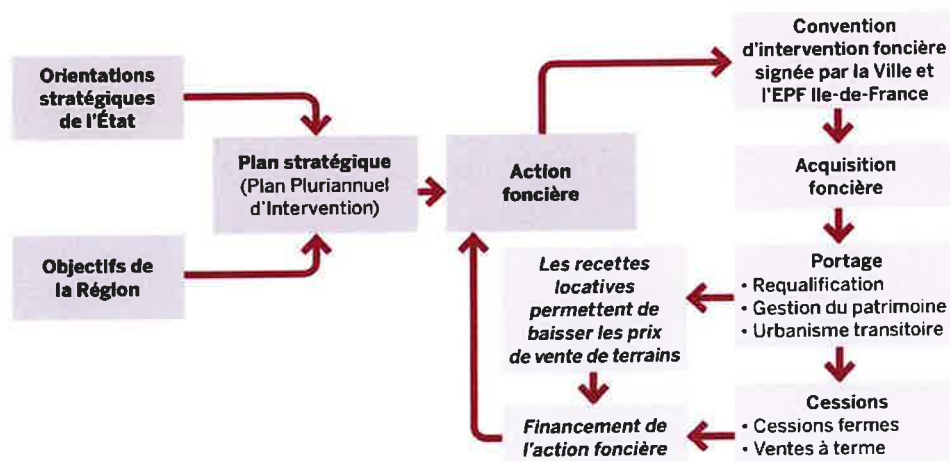 Orientations
stratégiques
de l'État
Objectifs de
la Région
Plan stratégique
(Plan Pluriannuel
d'Intervention)
Action
foncière
Convention
d'intervention foncière
signée par la Ville et
l'EPF Ile-de-France
Acquisition
foncière
Portage
• Requalification
• Gestion du patrimoine
• Urbanisme transitoire
Les recettes
locatives
permettent de
baisser les prix
de vente de terrains
Cessions
• Cessions fermes
• Ventes à terme
Financement de
l'action foncière